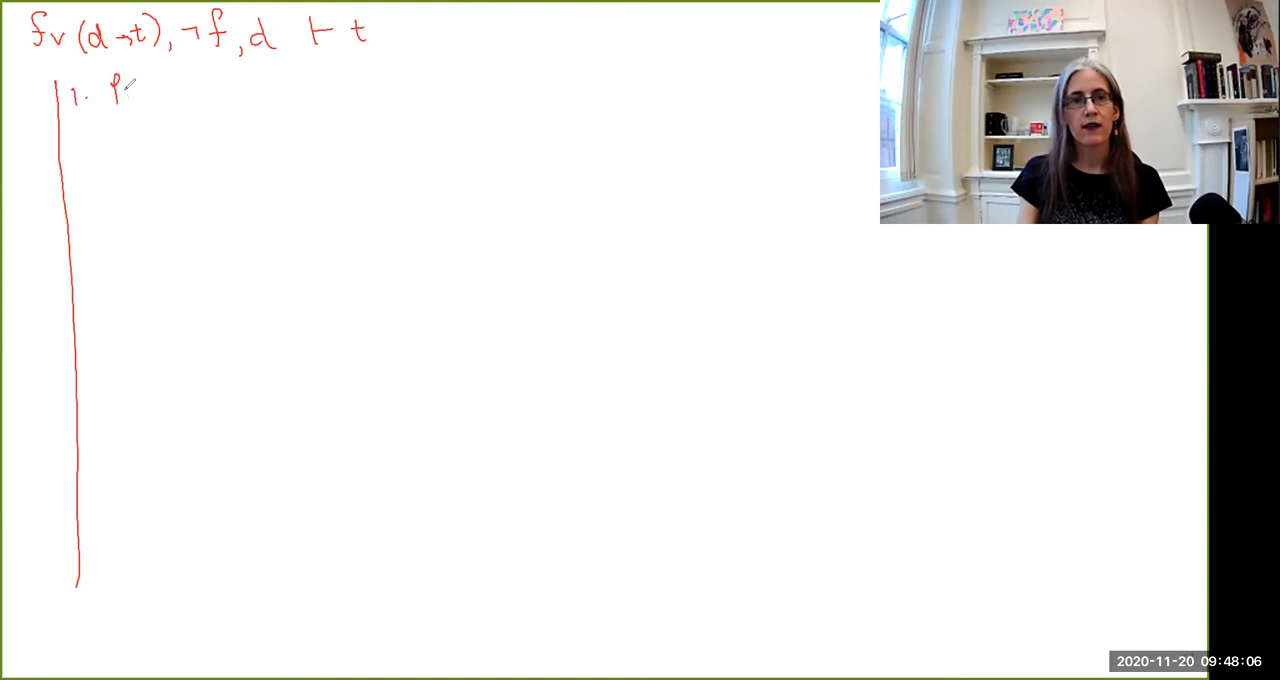 f∨(d→t), ¬f, d ⊢ t
1. f
2020-11-20 09:48:06